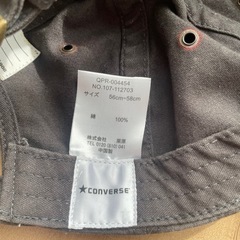 QPR-004454
NO.107-112703
サイズ 56cm~58cm
綿 100%
株式会社
中国製
★CONVERSE